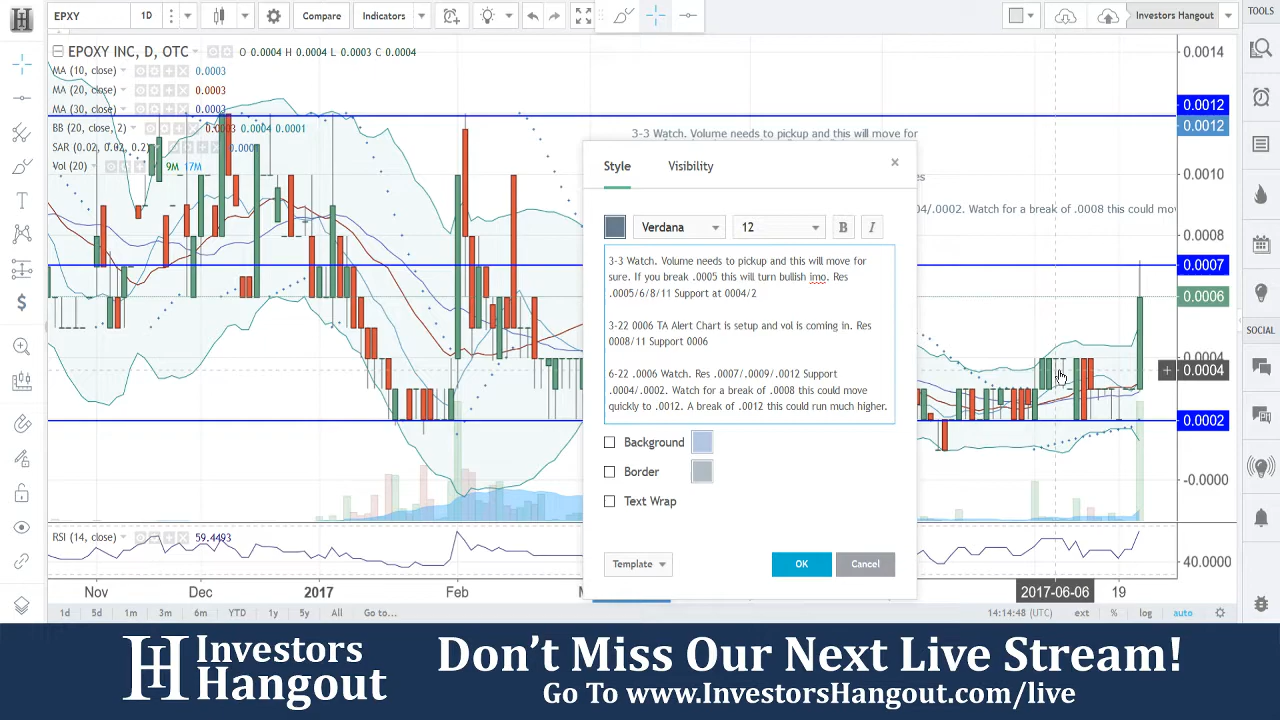 EPXY
1D
Compare
Indicators
Investors Hangout
TOOLS
EPOXY INC, D, OTC
O 0.0004 H 0.0004 L 0.0003 C 0.0004
MA (10, close) 0.0003
MA (20, close) 0.0003
MA (30, close) 0.0003
BB (20, close, 2) 0.0003 0.0004 0.0001
SAR (0.02, 0.02, 0.2)
Vol (20) 9M 17M
3-3 Watch. Volume needs to pickup and this will move for
04/.0002. Watch for a break of .0008 this could mov
Style
Visibility
×
Verdana
12
B
I
3-3 Watch. Volume needs to pickup and this will move for
sure. If you break .0005 this will turn bullish imo. Res
.0005/6/8/11 Support at 0004/2
3-22 0006 TA Alert Chart is setup and vol is coming in. Res
0008/11 Support 0006
6-22 .0006 Watch. Res .0007/.0009/.0012 Support
.0004/.0002. Watch for a break of .0008 this could move
quickly to .0012. A break of .0012 this could run much higher.
Background
Border
Text Wrap
Template
OK
Cancel
0.0014
0.0012
0.0012
0.0010
0.0008
0.0007
0.0006
0.0004
0.0002
-0.0000
40.0000
SOCIAL
RSI (14, close) 59.4493
Nov
Dec
2017
Feb
2017-06-06
19
1d
5d
1m
3m
6m
YTD
1y
5y
All
Go to...
14:14:48 (UTC)
ext
%
log
auto
Investors
Hangout
Don't Miss Our Next Live Stream!
Go To www.InvestorsHangout.com/live